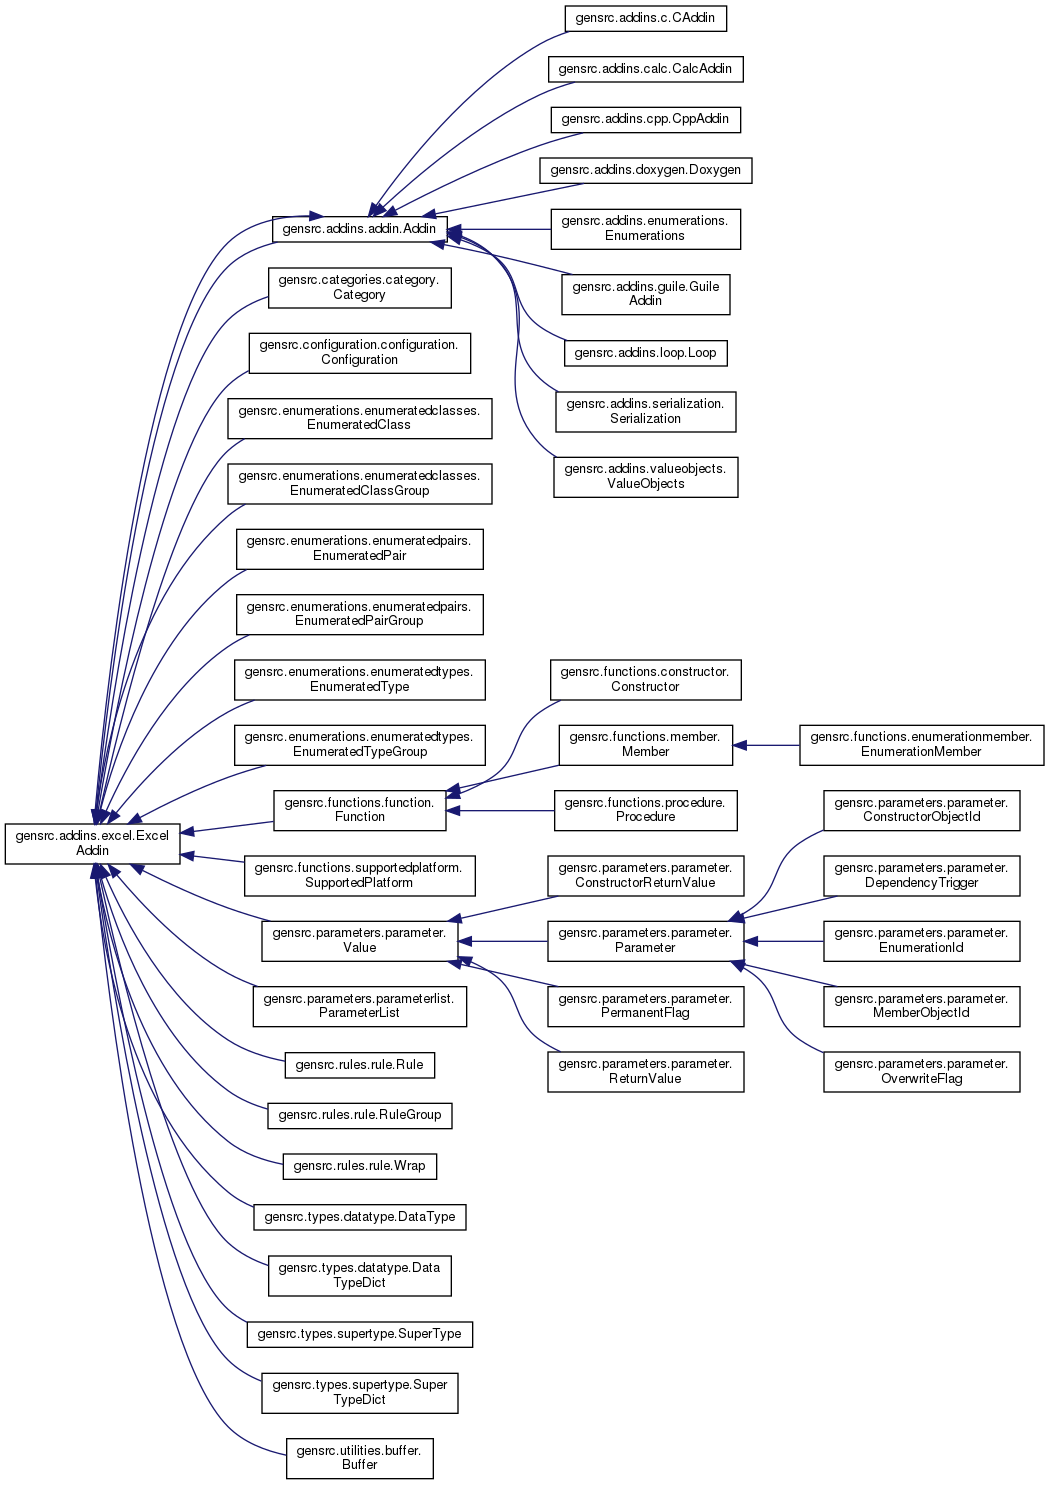 gensrc.addins.c.CAddin
gensrc.addins.calc.CalcAddin
gensrc.addins.cpp.CppAddin
gensrc.addins.doxygen.Doxygen
gensrc.addins.addin.Addin
gensrc.addins.enumerations.
Enumerations
gensrc.addins.guile.Guile
Addin
gensrc.addins.loop.Loop
gensrc.addins.serialization.
Serialization
gensrc.addins.valueobjects.
ValueObjects
gensrc.categories.category.
Category
gensrc.configuration.configuration.
Configuration
gensrc.enumerations.enumeratedclasses.
EnumeratedClass
gensrc.enumerations.enumeratedclasses.
EnumeratedClassGroup
gensrc.enumerations.enumeratedpairs.
EnumeratedPair
gensrc.enumerations.enumeratedpairs.
EnumeratedPairGroup
gensrc.enumerations.enumeratedtypes.
EnumeratedType
gensrc.enumerations.enumeratedtypes.
EnumeratedTypeGroup
gensrc.functions.function.
Function
gensrc.functions.constructor.
Constructor
gensrc.functions.member.
Member
gensrc.functions.enumerationmember.
EnumerationMember
gensrc.functions.procedure.
Procedure
gensrc.addins.excel.Excel
Addin
gensrc.functions.supportedplatform.
SupportedPlatform
gensrc.parameters.parameter.
Value
gensrc.parameters.parameter.
ConstructorReturnValue
gensrc.parameters.parameter.
Parameter
gensrc.parameters.parameter.
PermanentFlag
gensrc.parameters.parameter.
ReturnValue
gensrc.parameters.parameter.
ConstructorObjectId
gensrc.parameters.parameter.
DependencyTrigger
gensrc.parameters.parameter.
EnumerationId
gensrc.parameters.parameter.
MemberObjectId
gensrc.parameters.parameter.
OverwriteFlag
gensrc.parameters.parameterlist.
ParameterList
gensrc.rules.rule.Rule
gensrc.rules.rule.RuleGroup
gensrc.rules.rule.Wrap
gensrc.types.datatype.DataType
gensrc.types.datatype.Data
TypeDict
gensrc.types.supertype.SuperType
gensrc.types.supertype.Super
TypeDict
gensrc.utilities.buffer.
Buffer